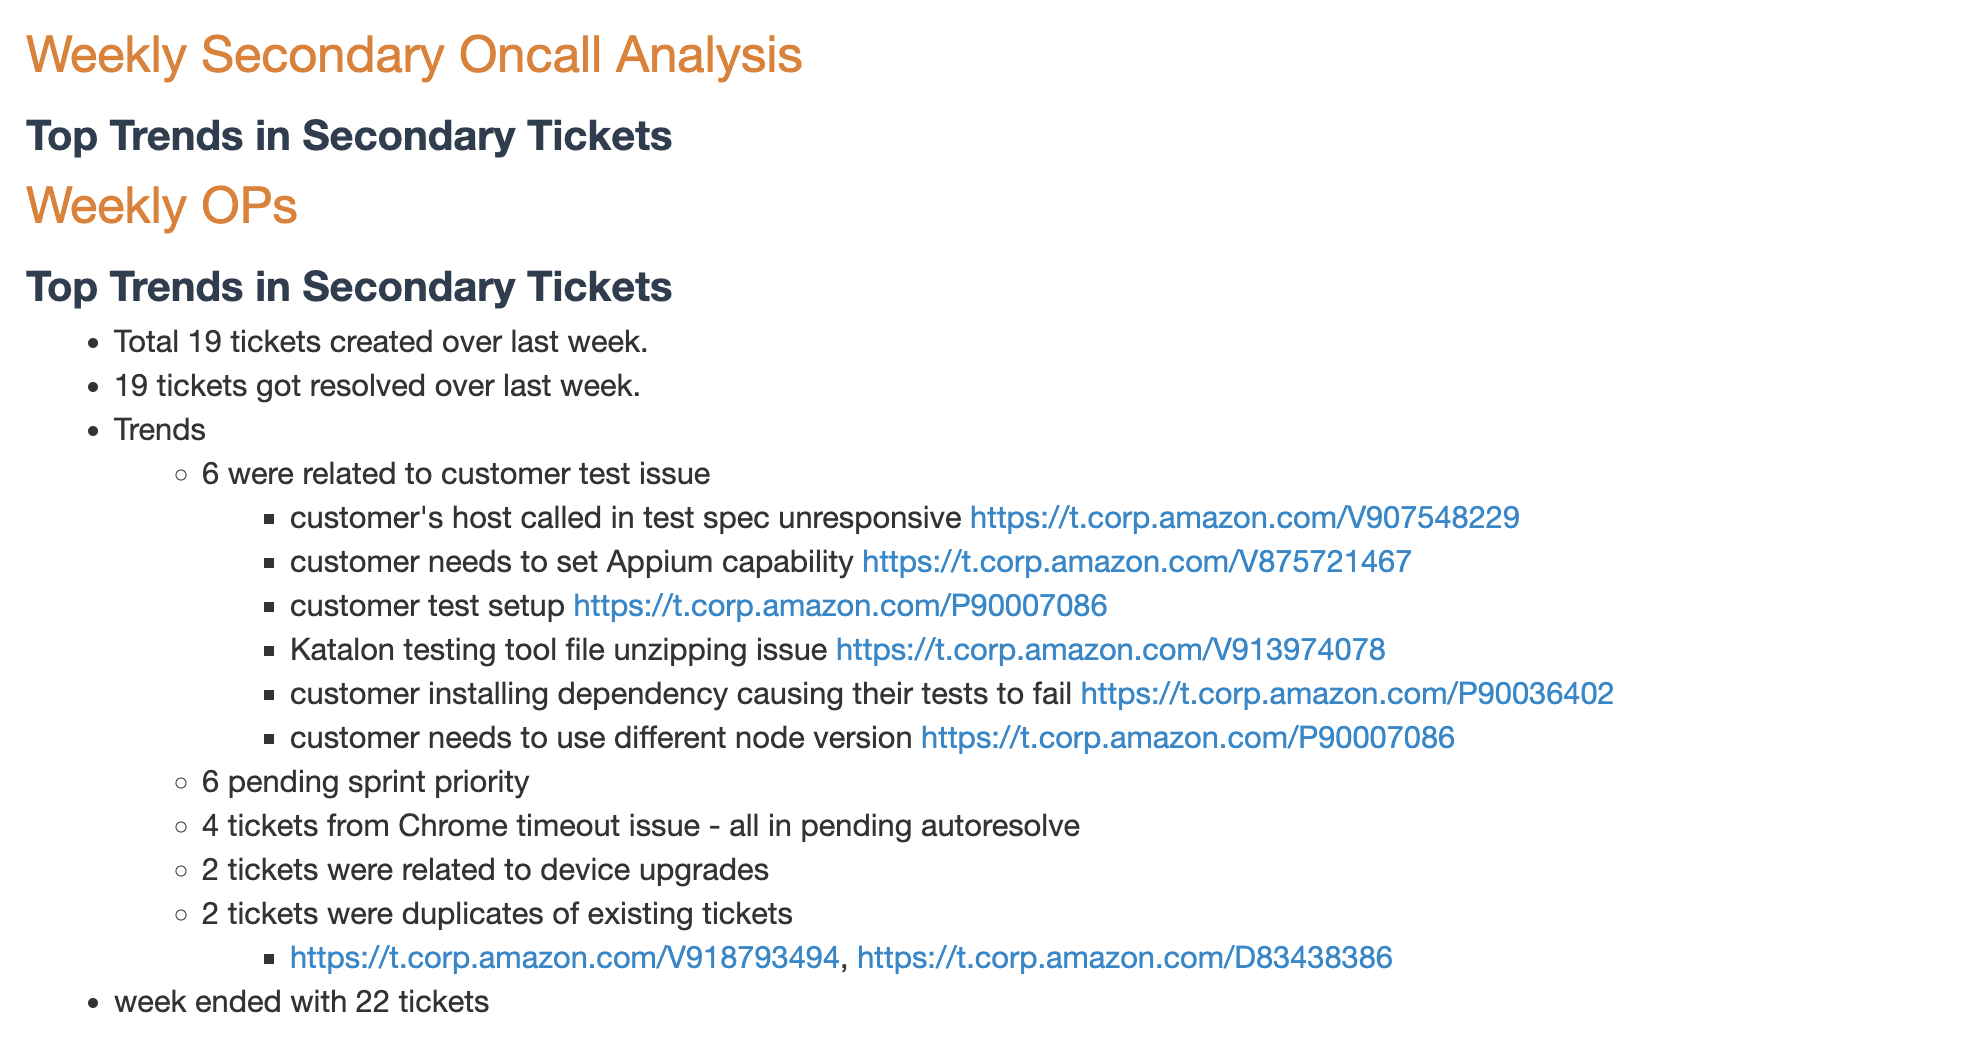 Weekly Secondary Oncall Analysis
Top Trends in Secondary Tickets
Weekly OPs
Top Trends in Secondary Tickets
Total 19 tickets created over last week.
19 tickets got resolved over last week.
Trends
6 were related to customer test issue
customer's host called in test spec unresponsive https://t.corp.amazon.com/V907548229
customer needs to set Appium capability https://t.corp.amazon.com/V875721467
customer test setup https://t.corp.amazon.com/P90007086
Katalon testing tool file unzipping issue https://t.corp.amazon.com/V913974078
customer installing dependency causing their tests to fail https://t.corp.amazon.com/P90036402
customer needs to use different node version https://t.corp.amazon.com/P90007086
6 pending sprint priority
4 tickets from Chrome timeout issue - all in pending autoresolve
2 tickets were related to device upgrades
2 tickets were duplicates of existing tickets
https://t.corp.amazon.com/V918793494, https://t.corp.amazon.com/D83438386
week ended with 22 tickets